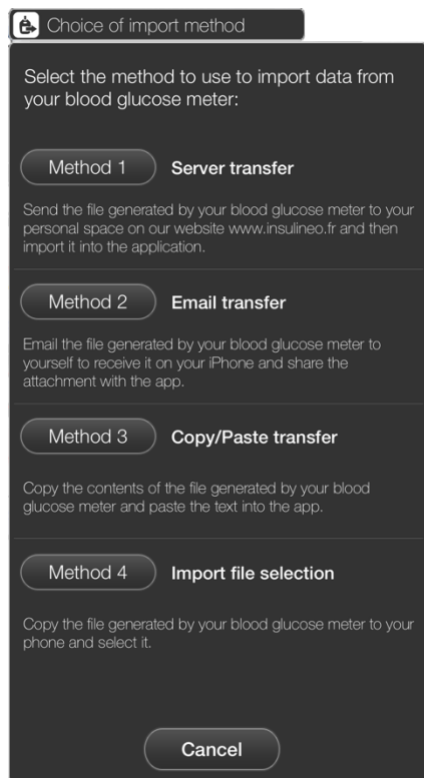 Choice of import method
Select the method to use to import data from
your blood glucose meter:
Method 1 Server transfer
Send the file generated by your blood glucose meter to your
personal space on our website www.insulineo.fr and then
import it into the application.
Method 2 Email transfer
Email the file generated by your blood glucose meter to
yourself to receive it on your iPhone and share the
attachment with the app.
Method 3 Copy/Paste transfer
Copy the contents of the file generated by your blood
glucose meter and paste the text into the app.
Method 4 Import file selection
Copy the file generated by your blood glucose meter to your
phone and select it.
Cancel